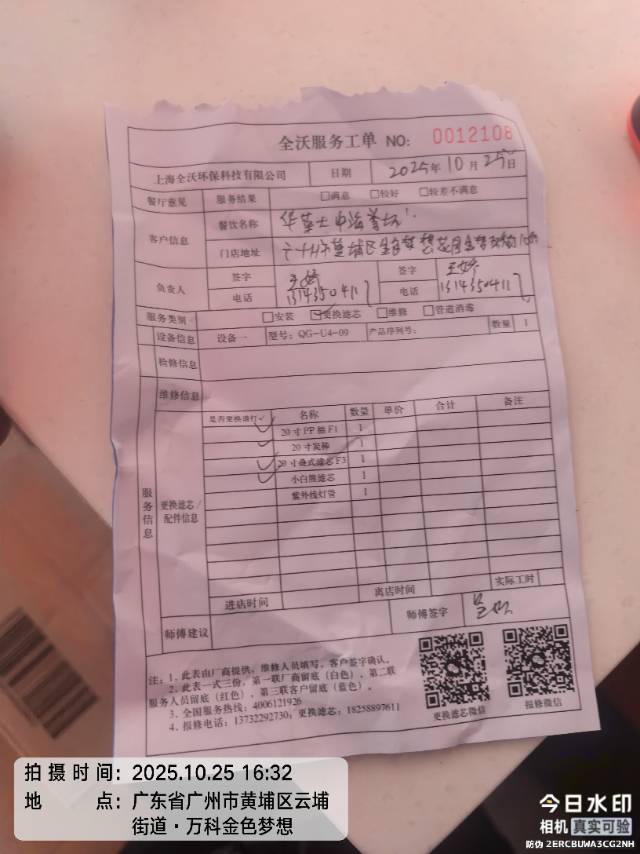 全沃服务工单 NO: 0012108
上海全沃环保科技有限公司 日期 2025年10月25日
餐厅意见 服务结果 □满意 □较好 □较差不满意
客户信息 餐饮名称 华莱士
门店地址
负责人 签字 签字
电话 13143504117 电话 13143504117
服务类别 □安装 ☑更换滤芯 □维修 □管道消毒
设备信息 设备一 型号: QG-U4-09 产品序列号: 数量 1
检修信息
服务信息 维修信息
更换滤芯/配件信息 是否更换请打✓ 名称 数量 单价 合计 备注
✓ 20寸PP棉F1 1
✓ 20寸炭棒 1
✓ 20寸叠式滤芯F3 1
✓ 小白熊滤芯 1
紫外线灯管 1
进店时间 离店时间 实际工时
师傅建议 师傅签字
注: 1、此表由厂商提供, 维修人员填写, 客户签字确认。
2、此表一式三份, 第一联厂商留底(白色), 第二联
服务人员留底(红色), 第三联客户留底(蓝色)。
3、全国服务热线: 4006121926
4、报修电话: 13732292730; 更换滤芯: 18258897611
更换滤芯微信 报修微信
拍摄时间: 2025.10.25 16:32
地 点: 广东省广州市黄埔区云埔
街道·万科金色梦想
今日水印
相机 真实可验
防伪 2ERCBUWA3CG2NH